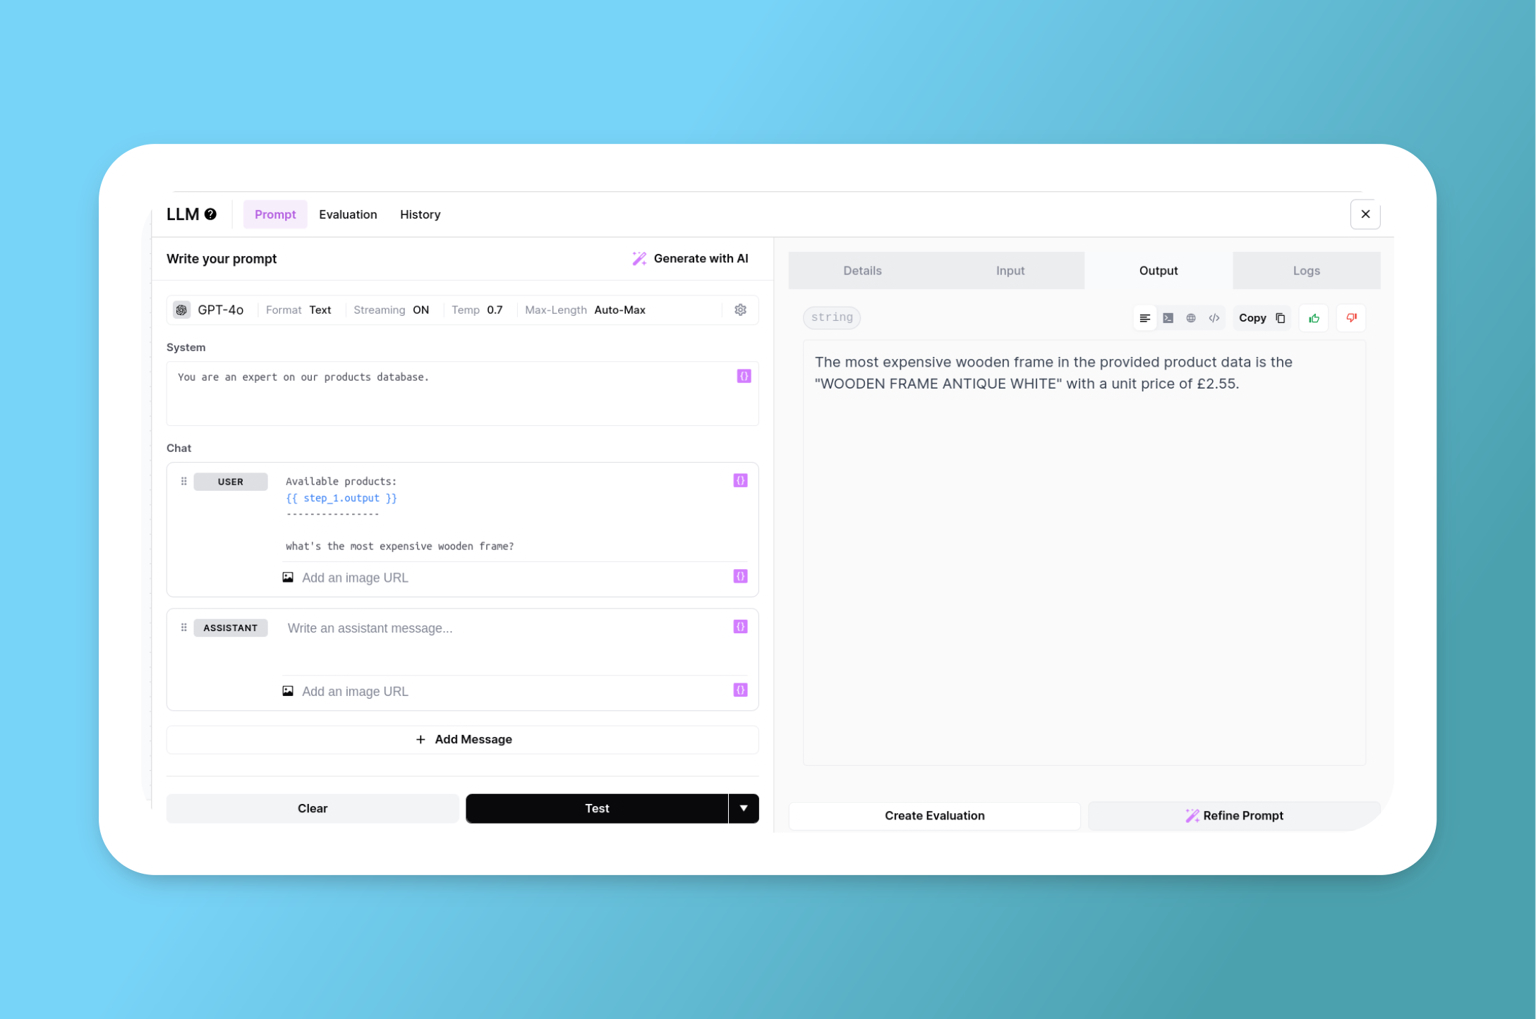 LLM
Prompt
Evaluation
History
Write your prompt
Generate with AI
GPT-4o
Format Text
Streaming ON
Temp 0.7
Max-Length Auto-Max
System
You are an expert on our products database.
{}
Chat
USER
Available products:
{}
{{ step_1.output }}
----------------
what's the most expensive wooden frame?
Add an image URL
{}
ASSISTANT
Write an assistant message...
{}
Add an image URL
{}
+ Add Message
Clear
Test
Details
Input
Output
Logs
string
Copy
The most expensive wooden frame in the provided product data is the
"WOODEN FRAME ANTIQUE WHITE" with a unit price of £2.55.
Create Evaluation
Refine Prompt